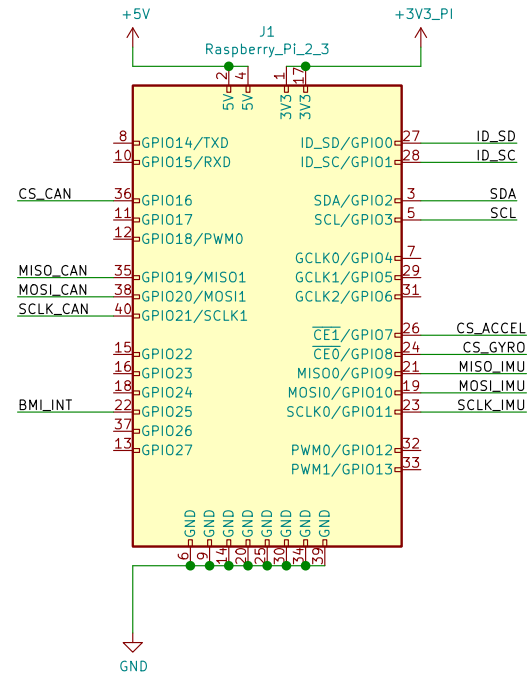 +5V
+3V3_PI
J1
Raspberry_Pi_2_3
2 4 1 17
5V 5V 3V3 3V3
8 GPIO14/TXD ID_SD/GPIO0 27 ID_SD
10 GPIO15/RXD ID_SC/GPIO1 28 ID_SC
CS_CAN 36 GPIO16 SDA/GPIO2 3 SDA
11 GPIO17 SCL/GPIO3 5 SCL
12 GPIO18/PWM0
GCLK0/GPIO4 7
MISO_CAN 35 GPIO19/MISO1 GCLK1/GPIO5 29
MOSI_CAN 38 GPIO20/MOSI1 GCLK2/GPIO6 31
SCLK_CAN 40 GPIO21/SCLK1
CE1/GPIO7 26 CS_ACCEL
15 GPIO22 CE0/GPIO8 24 CS_GYRO
16 GPIO23 MISO0/GPIO9 21 MISO_IMU
18 GPIO24 MOSI0/GPIO10 19 MOSI_IMU
BMI_INT 22 GPIO25 SCLK0/GPIO11 23 SCLK_IMU
37 GPIO26
13 GPIO27 PWM0/GPIO12 32
PWM1/GPIO13 33
GND GND GND GND GND GND GND GND
6 9 14 20 25 30 34 39
GND